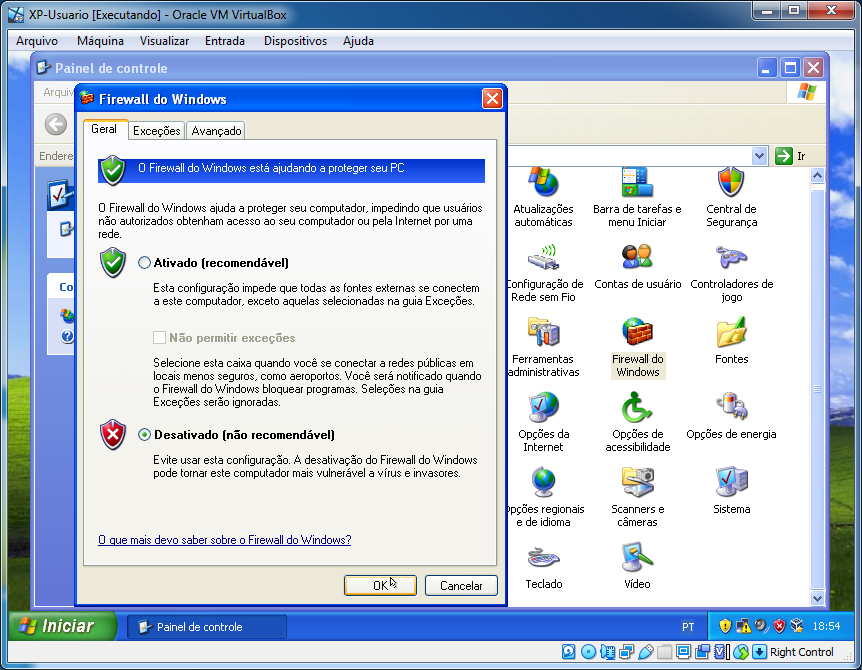 XP-Usuario [Executando] - Oracle VM VirtualBox
Arquivo Máquina Visualizar Entrada Dispositivos Ajuda
Painel de controle
Arquiv
Endere
Ir
Co
Firewall do Windows
Geral Exceções Avançado
O Firewall do Windows está ajudando a proteger seu PC
O Firewall do Windows ajuda a proteger seu computador, impedindo que usuários
não autorizados obtenham acesso ao seu computador ou pela Internet por uma
rede.
Ativado (recomendável)
Esta configuração impede que todas as fontes externas se conectem
a este computador, exceto aquelas selecionadas na guia Exceções.
Não permitir exceções
Selecione esta caixa quando você se conectar a redes públicas em
locais menos seguros, como aeroportos. Você será notificado quando
o Firewall do Windows bloquear programas. Seleções na guia
Exceções serão ignoradas.
Desativado (não recomendável)
Evite usar esta configuração. A desativação do Firewall do Windows
pode tornar este computador mais vulnerável a vírus e invasores.
O que mais devo saber sobre o Firewall do Windows?
OK Cancelar
Atualizações
automáticas
Barra de tarefas e
menu Iniciar
Central de
Segurança
onfiguração de
Rede sem Fio
Contas de usuário
Controladores de
jogo
Ferramentas
administrativas
Firewall do
Windows
Fontes
Opções da
Internet
Opções de
acessibilidade
Opções de energia
pções regionais
e de idioma
Scanners e
câmeras
Sistema
Teclado
Vídeo
Iniciar
Painel de controle
PT
18:54
Right Control